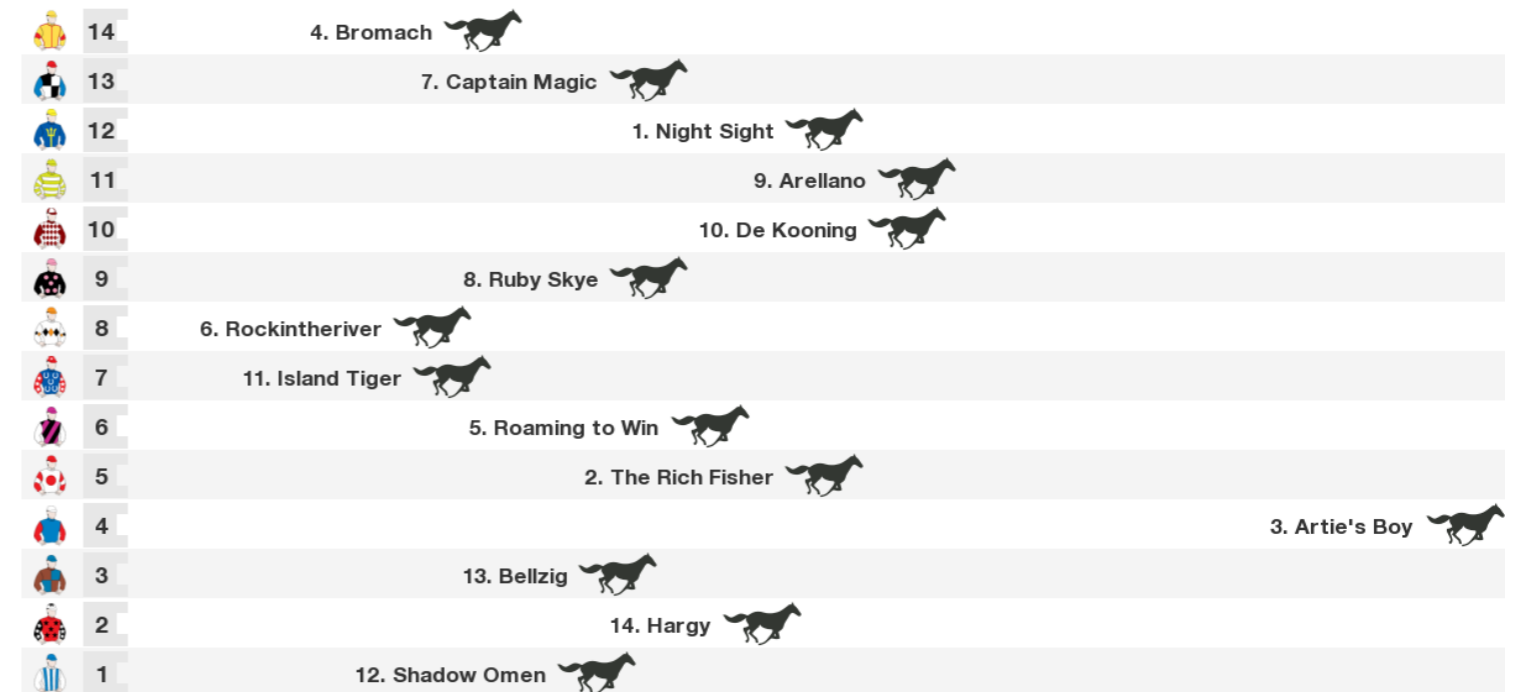 14 4. Bromach
13 7. Captain Magic
12 1. Night Sight
11 9. Arellano
10 10. De Kooning
9 8. Ruby Skye
8 6. Rockintheriver
7 11. Island Tiger
6 5. Roaming to Win
5 2. The Rich Fisher
4 3. Artie's Boy
3 13. Bellzig
2 14. Hargy
1 12. Shadow Omen